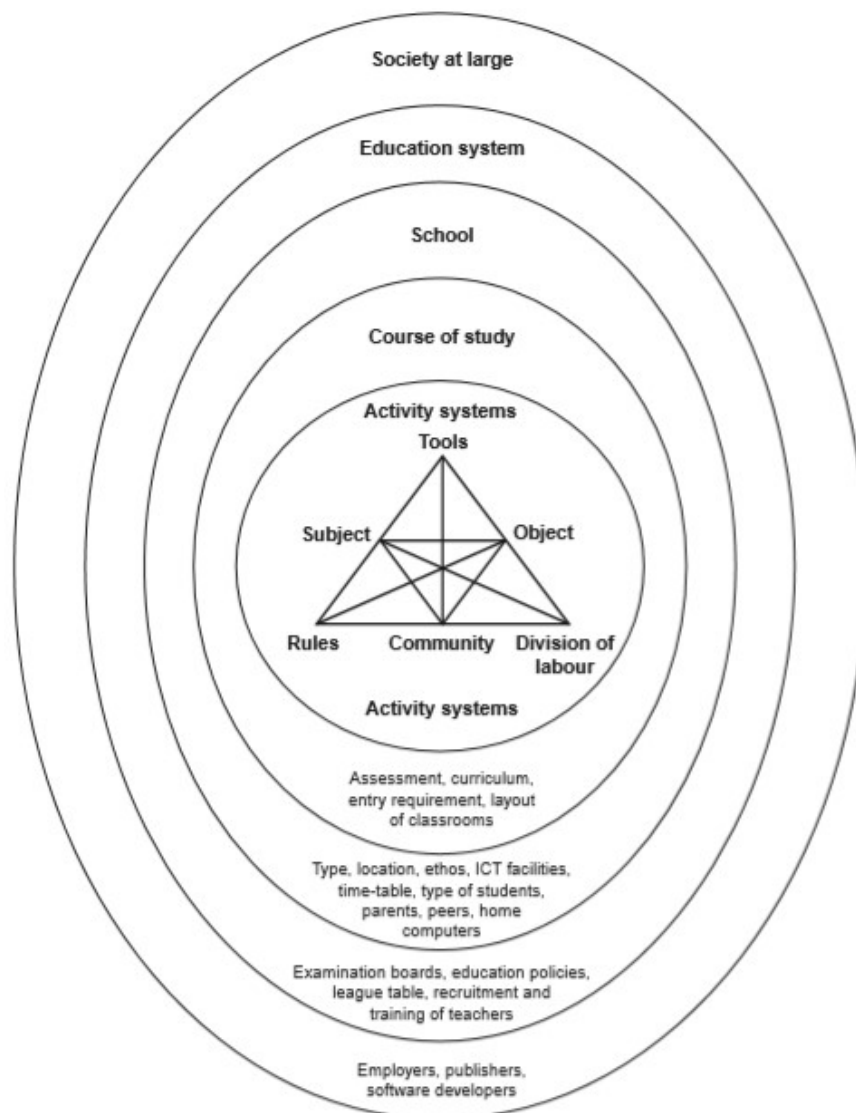 Society at large
Education system
School
Course of study
Activity systems
Tools
Subject
Object
Rules
Community
Division of
labour
Activity systems
Assessment, curriculum,
entry requirement, layout
of classrooms
Type, location, ethos, ICT facilities,
time-table, type of students,
parents, peers, home
computers
Examination boards, education policies,
league table, recruitment and
training of teachers
Employers, publishers,
software developers